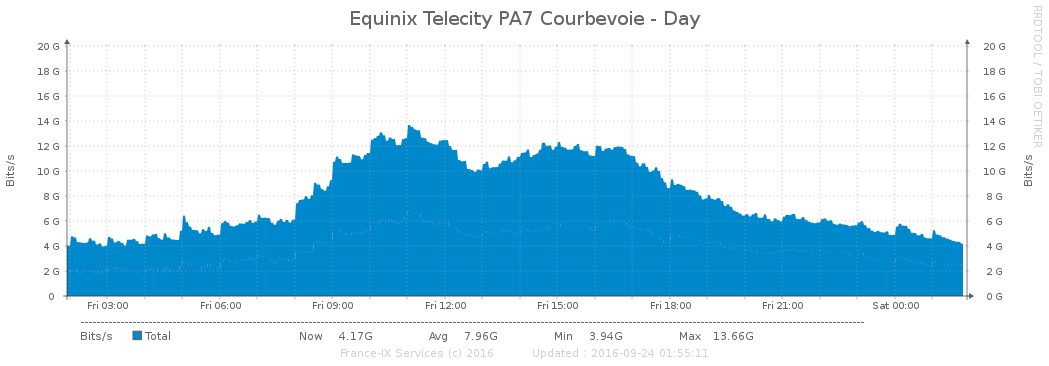 Equinix Telecity PA7 Courbevoie - Day
RRDTOOL / TOBI OETIKER
Bits/s
20 G
18 G
16 G
14 G
12 G
10 G
8 G
6 G
4 G
2 G
0
20 G
18 G
16 G
14 G
12 G
10 G
8 G
6 G
4 G
2 G
0 G
Bits/s
Fri 03:00 Fri 06:00 Fri 09:00 Fri 12:00 Fri 15:00 Fri 18:00 Fri 21:00 Sat 00:00
Bits/s Total Now 4.17G Avg 7.96G Min 3.94G Max 13.66G
France-IX Services (c) 2016 Updated : 2016-09-24 01:55:11